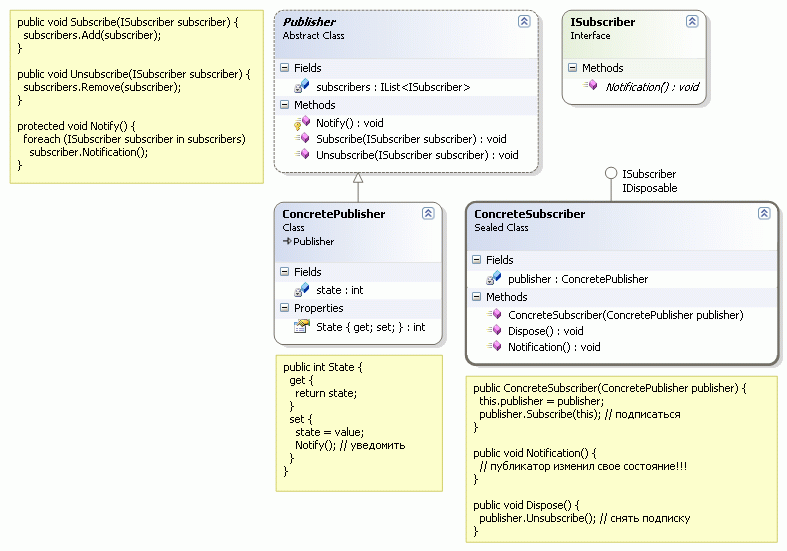 public void Subscribe(ISubscriber subscriber) {
subscribers.Add(subscriber);
}
public void Unsubscribe(ISubscriber subscriber) {
subscribers.Remove(subscriber);
}
protected void Notify() {
foreach (ISubscriber subscriber in subscribers)
subscriber.Notification();
}
Publisher
Abstract Class
Fields
subscribers : IList<ISubscriber>
Methods
Notify() : void
Subscribe(ISubscriber subscriber) : void
Unsubscribe(ISubscriber subscriber) : void
ISubscriber
Interface
Methods
Notification() : void
ConcretePublisher
Class
Publisher
Fields
state : int
Properties
State { get; set; } : int
public int State {
get {
return state;
}
set {
state = value;
Notify(); // уведомить
}
}
ISubscriber
IDisposable
ConcreteSubscriber
Sealed Class
Fields
publisher : ConcretePublisher
Methods
ConcreteSubscriber(ConcretePublisher publisher)
Dispose() : void
Notification() : void
public ConcreteSubscriber(ConcretePublisher publisher) {
this.publisher = publisher;
publisher.Subscribe(this); // подписаться
}
public void Notification() {
// публикатор изменил свое состояние!!!
}
public void Dispose() {
publisher.Unsubscribe(); // снять подписку
}